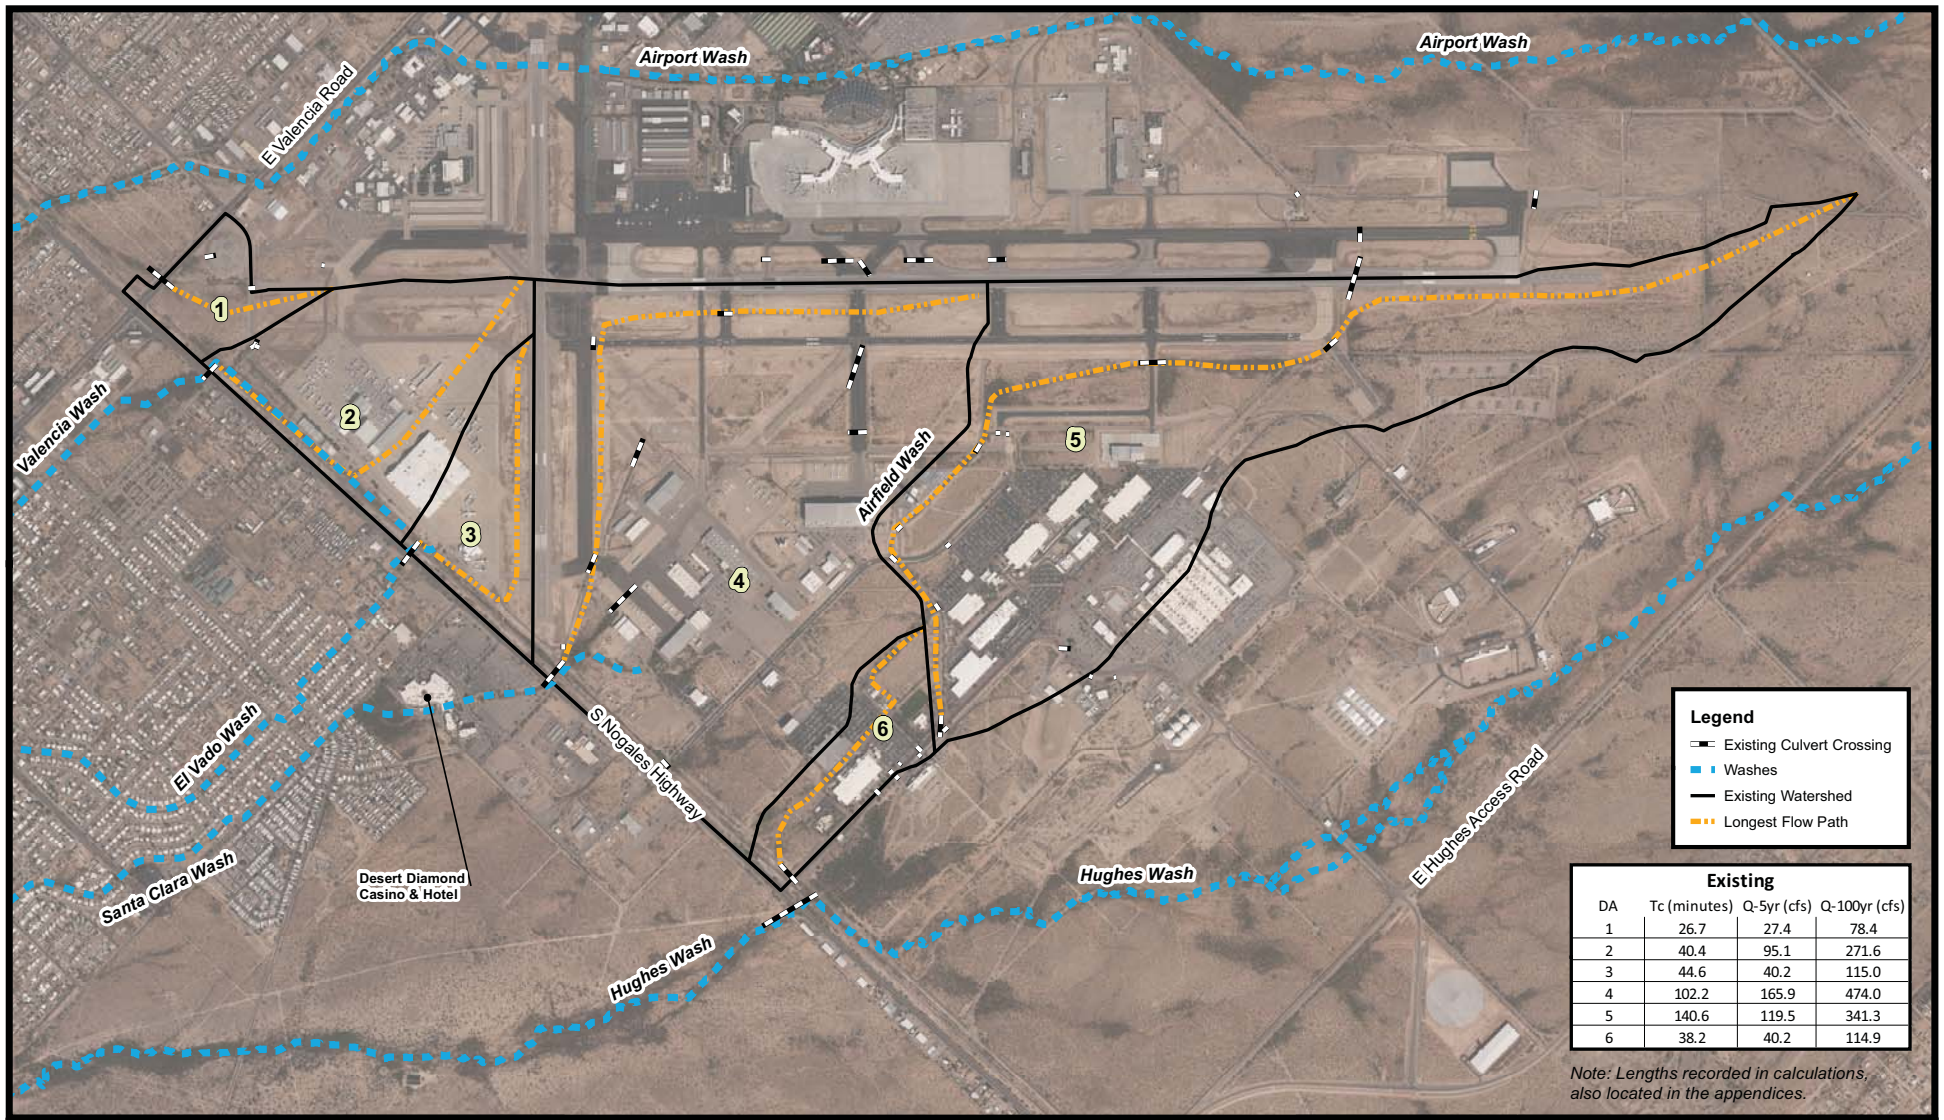 Airport Wash
Airport Wash
E Valencia Road
1
2
3
4
5
6
Valencia Wash
Airfield Wash
El Vado Wash
S Nogales Highway
Santa Clara Wash
Desert Diamond
Casino & Hotel
Hughes Wash
Hughes Wash
E Hughes Access Road
Legend
Existing Culvert Crossing
Washes
Existing Watershed
Longest Flow Path
Existing
DA Tc (minutes) Q-5yr (cfs) Q-100yr (cfs)
1 26.7 27.4 78.4
2 40.4 95.1 271.6
3 44.6 40.2 115.0
4 102.2 165.9 474.0
5 140.6 119.5 341.3
6 38.2 40.2 114.9
Note: Lengths recorded in calculations,
also located in the appendices.